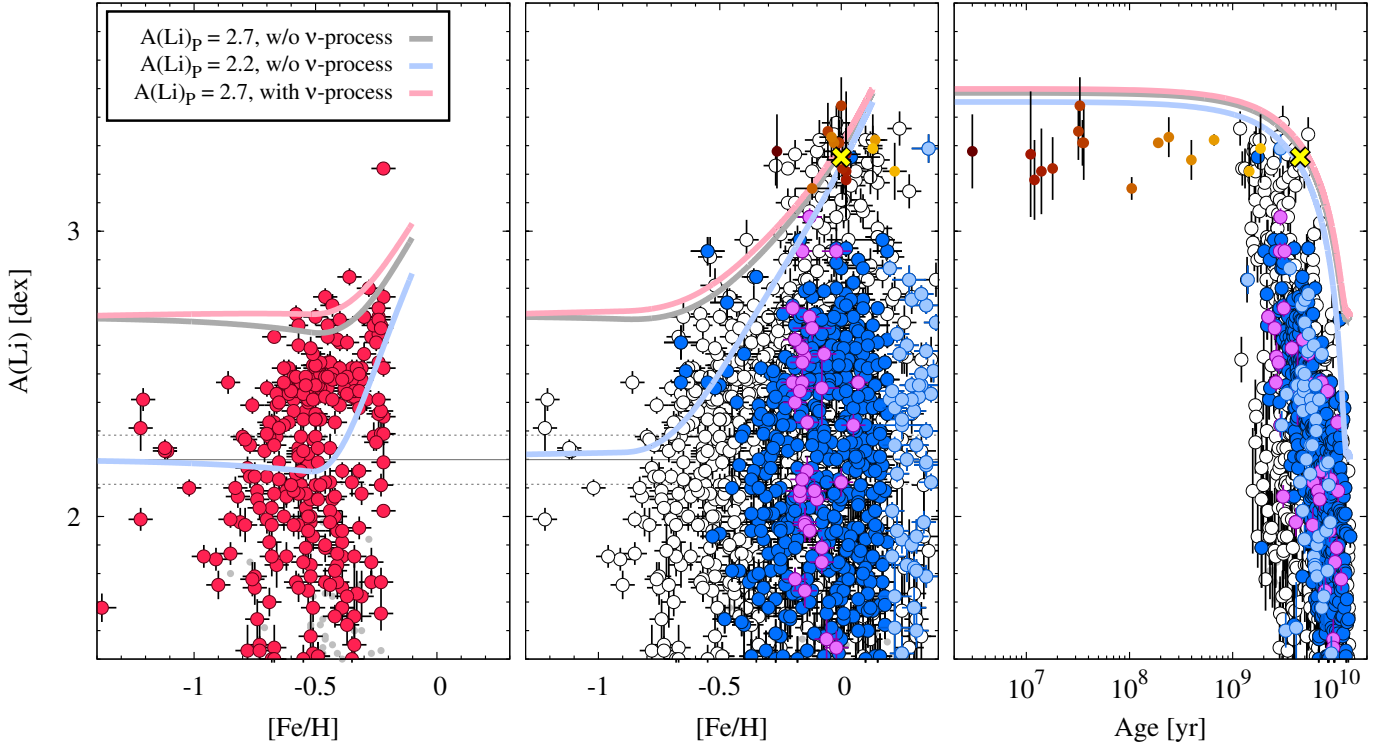 A(Li)P = 2.7, w/o ν-process
A(Li)P = 2.2, w/o ν-process
A(Li)P = 2.7, with ν-process
A(Li) [dex]
3
2
-1 -0.5 0
[Fe/H]
-1 -0.5 0
[Fe/H]
10^7 10^8 10^9 10^10
Age [yr]